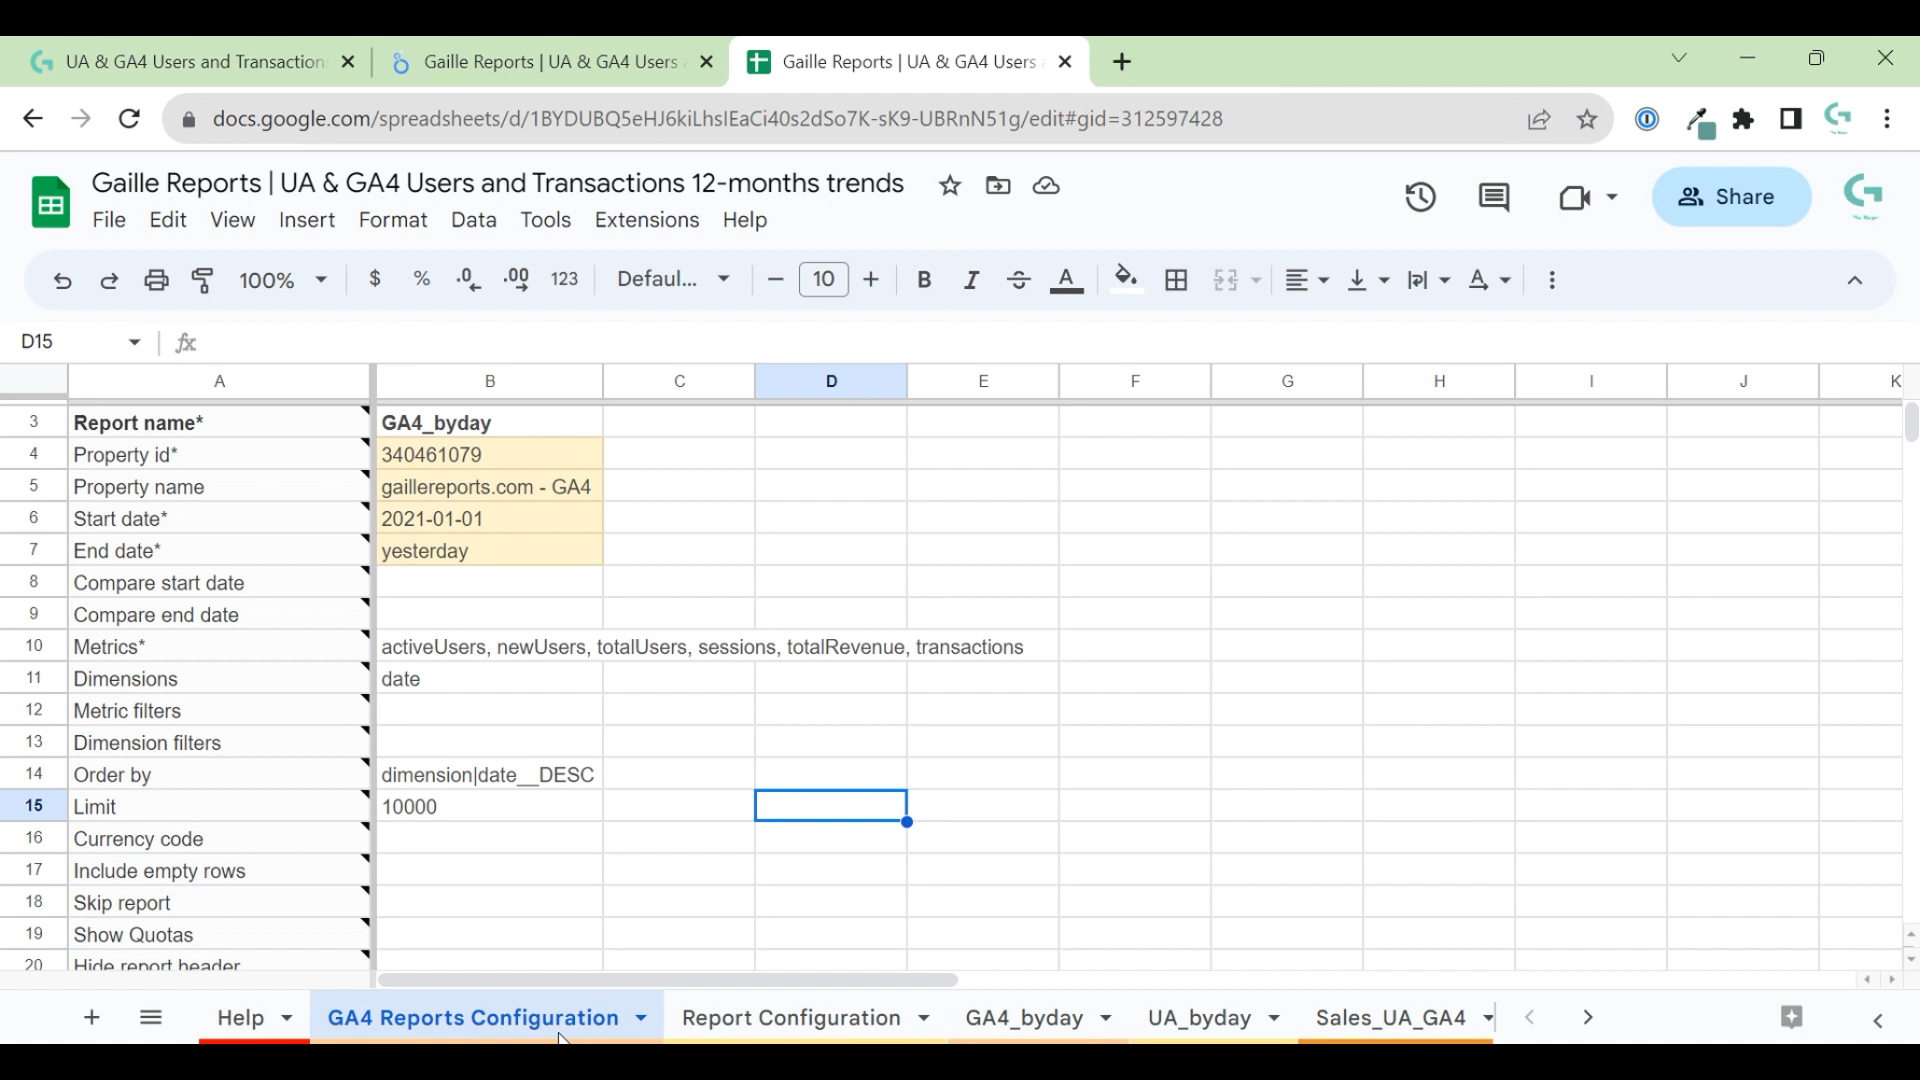 UA & GA4 Users and Transaction
Gaille Reports | UA & GA4 Users
Gaille Reports | UA & GA4 Users
docs.google.com/spreadsheets/d/1BYDUBQ5eHJ6kiLhsIEaCi40s2dSo7K-sK9-UBRnN51g/edit#gid=312597428
Gaille Reports | UA & GA4 Users and Transactions 12-months trends
File Edit View Insert Format Data Tools Extensions Help
Share
100% $ % .0 .00 123 Defaul... 10 B I S A
D15 fx
A B C D E F G H I J K
3 Report name* GA4_byday
4 Property id* 340461079
5 Property name gaillereports.com - GA4
6 Start date* 2021-01-01
7 End date* yesterday
8 Compare start date
9 Compare end date
10 Metrics* activeUsers, newUsers, totalUsers, sessions, totalRevenue, transactions
11 Dimensions date
12 Metric filters
13 Dimension filters
14 Order by dimension|date__DESC
15 Limit 10000
16 Currency code
17 Include empty rows
18 Skip report
19 Show Quotas
20 Hide report header
Help GA4 Reports Configuration Report Configuration GA4_byday UA_byday Sales_UA_GA4